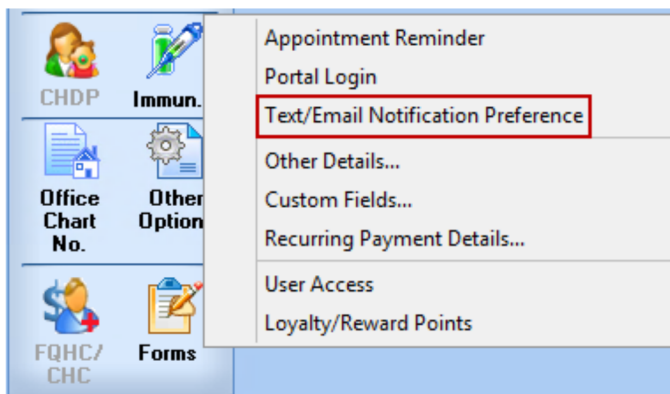 CHDP
Immun.
Office
Chart
No.
Other
Option
FQHC/
CHC
Forms
Appointment Reminder
Portal Login
Text/Email Notification Preference
Other Details...
Custom Fields...
Recurring Payment Details...
User Access
Loyalty/Reward Points